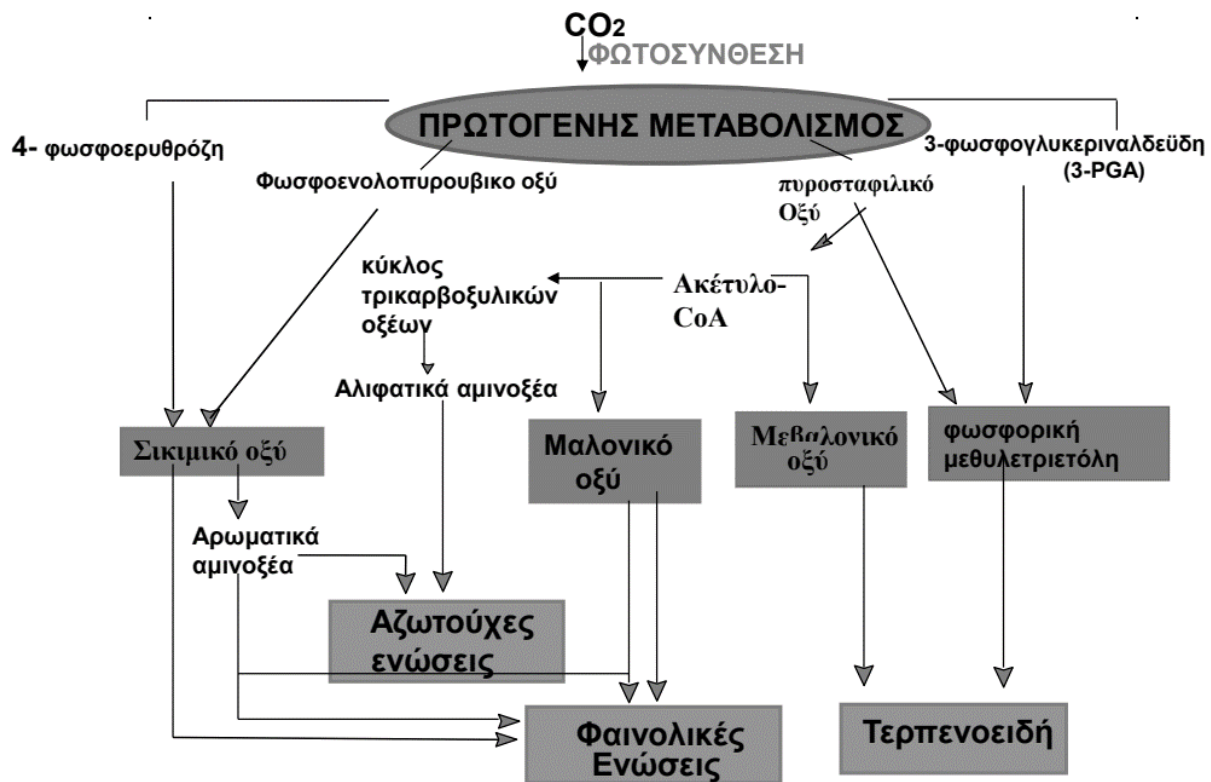 CO2
ΦΩΤΟΣΥΝΘΕΣΗ
ΠΡΩΤΟΓΕΝΗΣ ΜΕΤΑΒΟΛΙΣΜΟΣ
4- φωσφοερυθρόζη
3-φωσφογλυκεριναλδεϋδη
(3-PGA)
Φωσφοενολοπυρουβικο οξύ
πυροσταφιλικό
Οξύ
κύκλος
τρικαρβοξυλικών
οξέων
Ακέτυλο-
CoA
Αλιφατικά αμινοξέα
Σικιμικό οξύ
Μαλονικό
οξύ
Μεβαλονικό
οξύ
φωσφορική
μεθυλετριετόλη
Αρωματικά
αμινοξέα
Αζωτούχες
ενώσεις
Φαινολικές
Ενώσεις
Τερπενοειδή